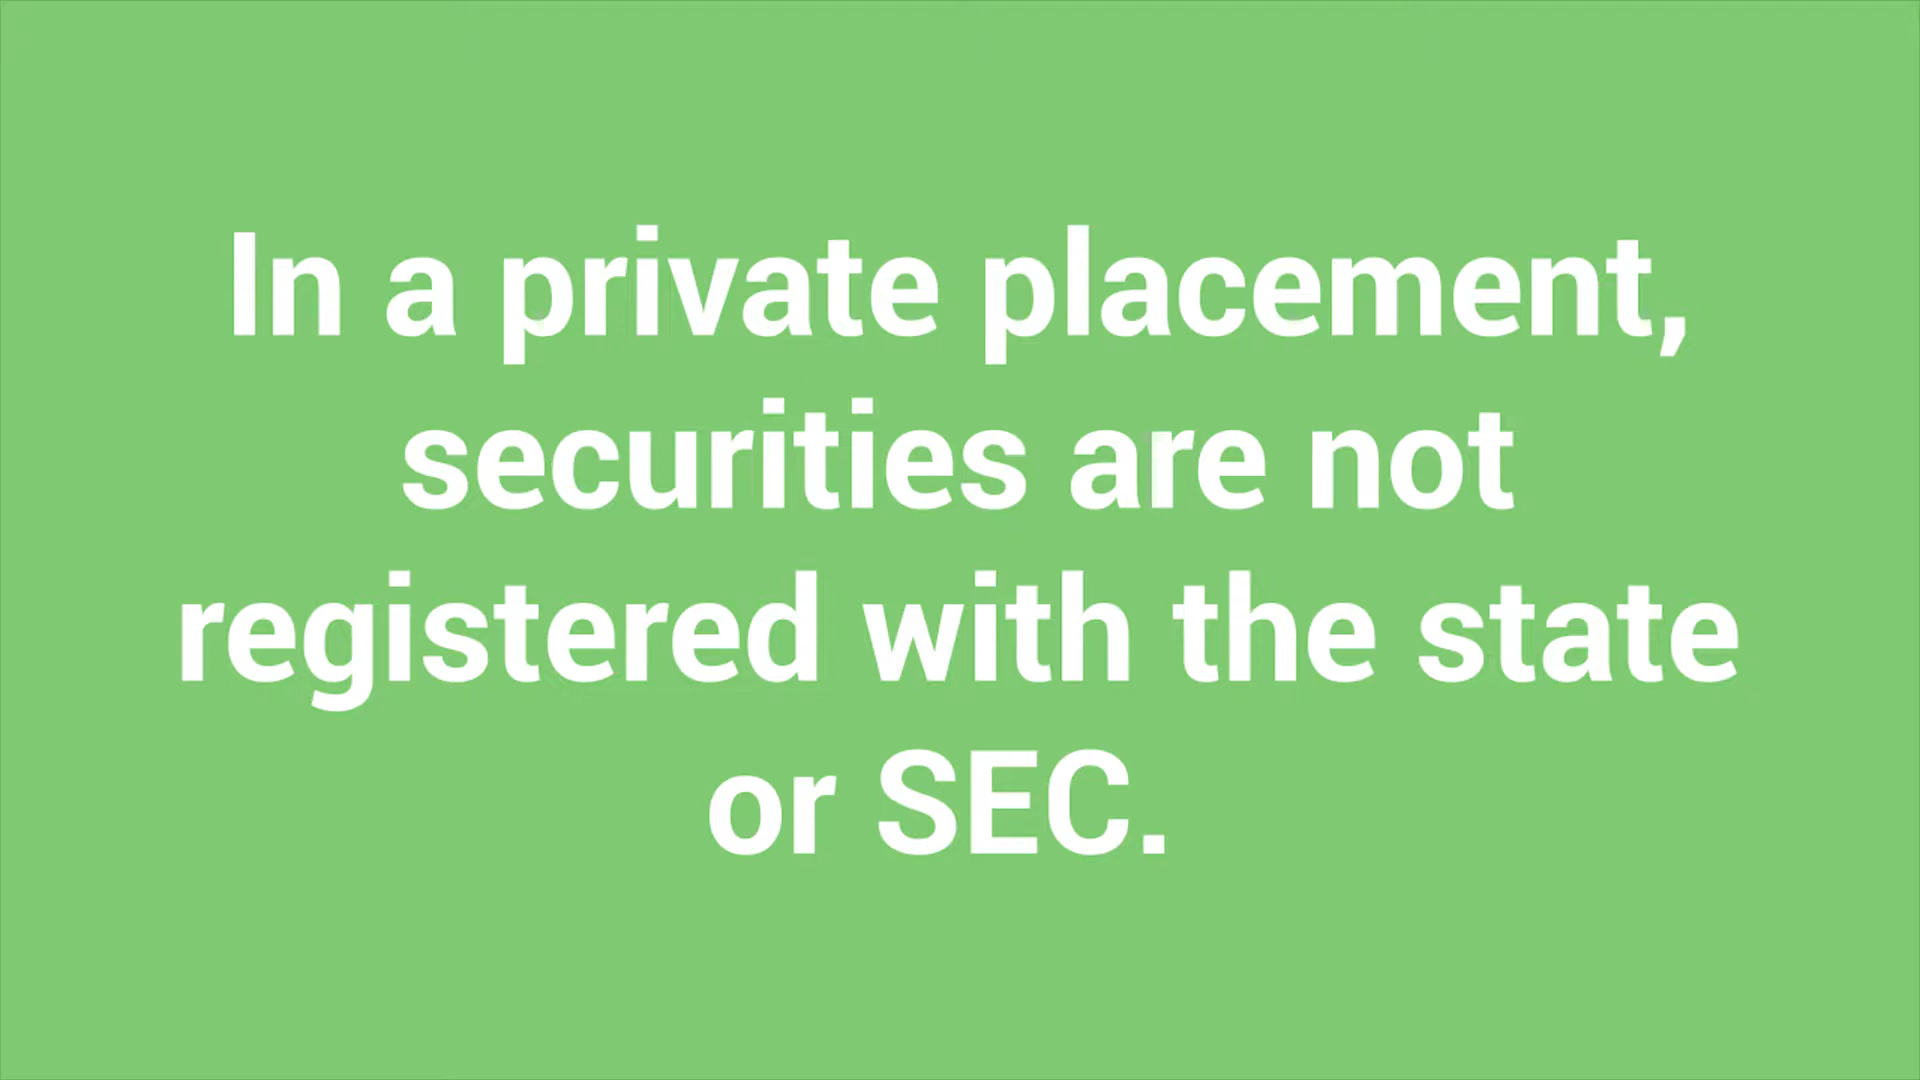 In a private placement,
securities are not
registered with the state
or SEC.